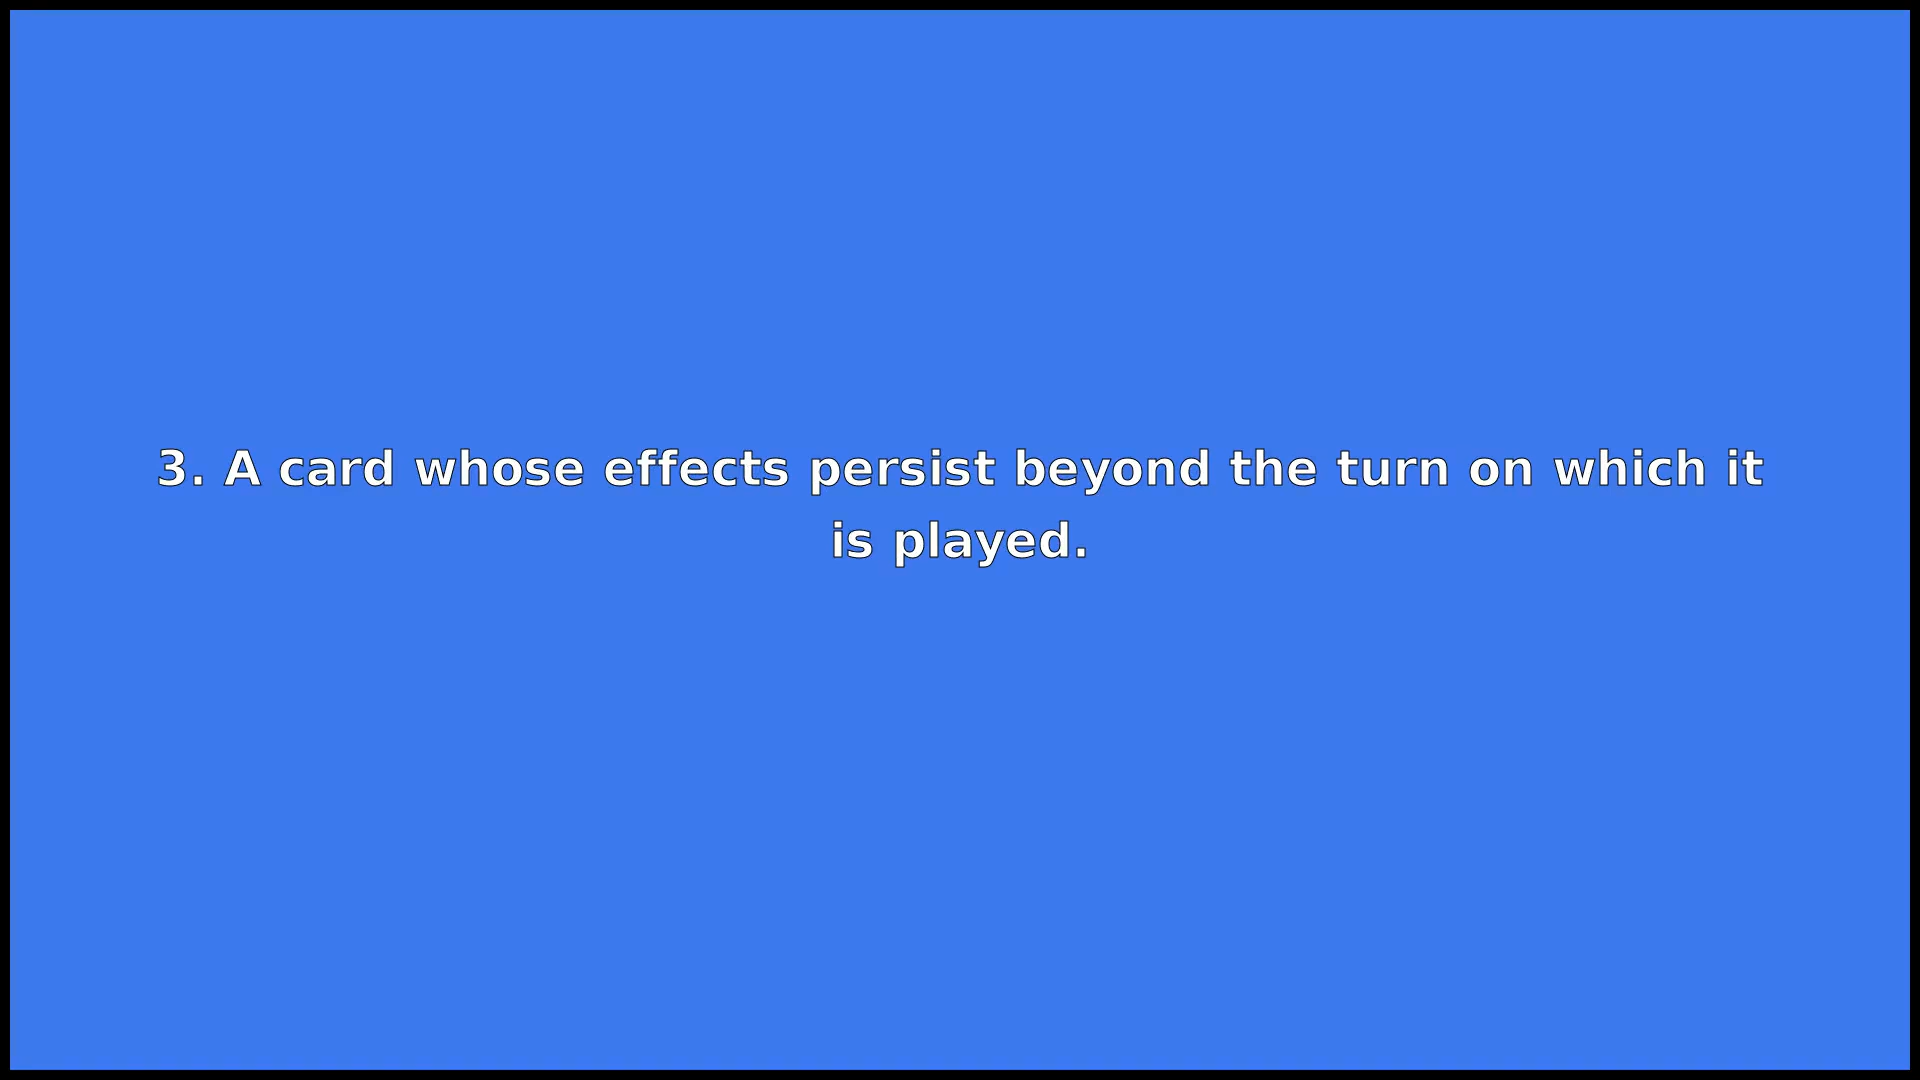 3. A card whose effects persist beyond the turn on which it
is played.